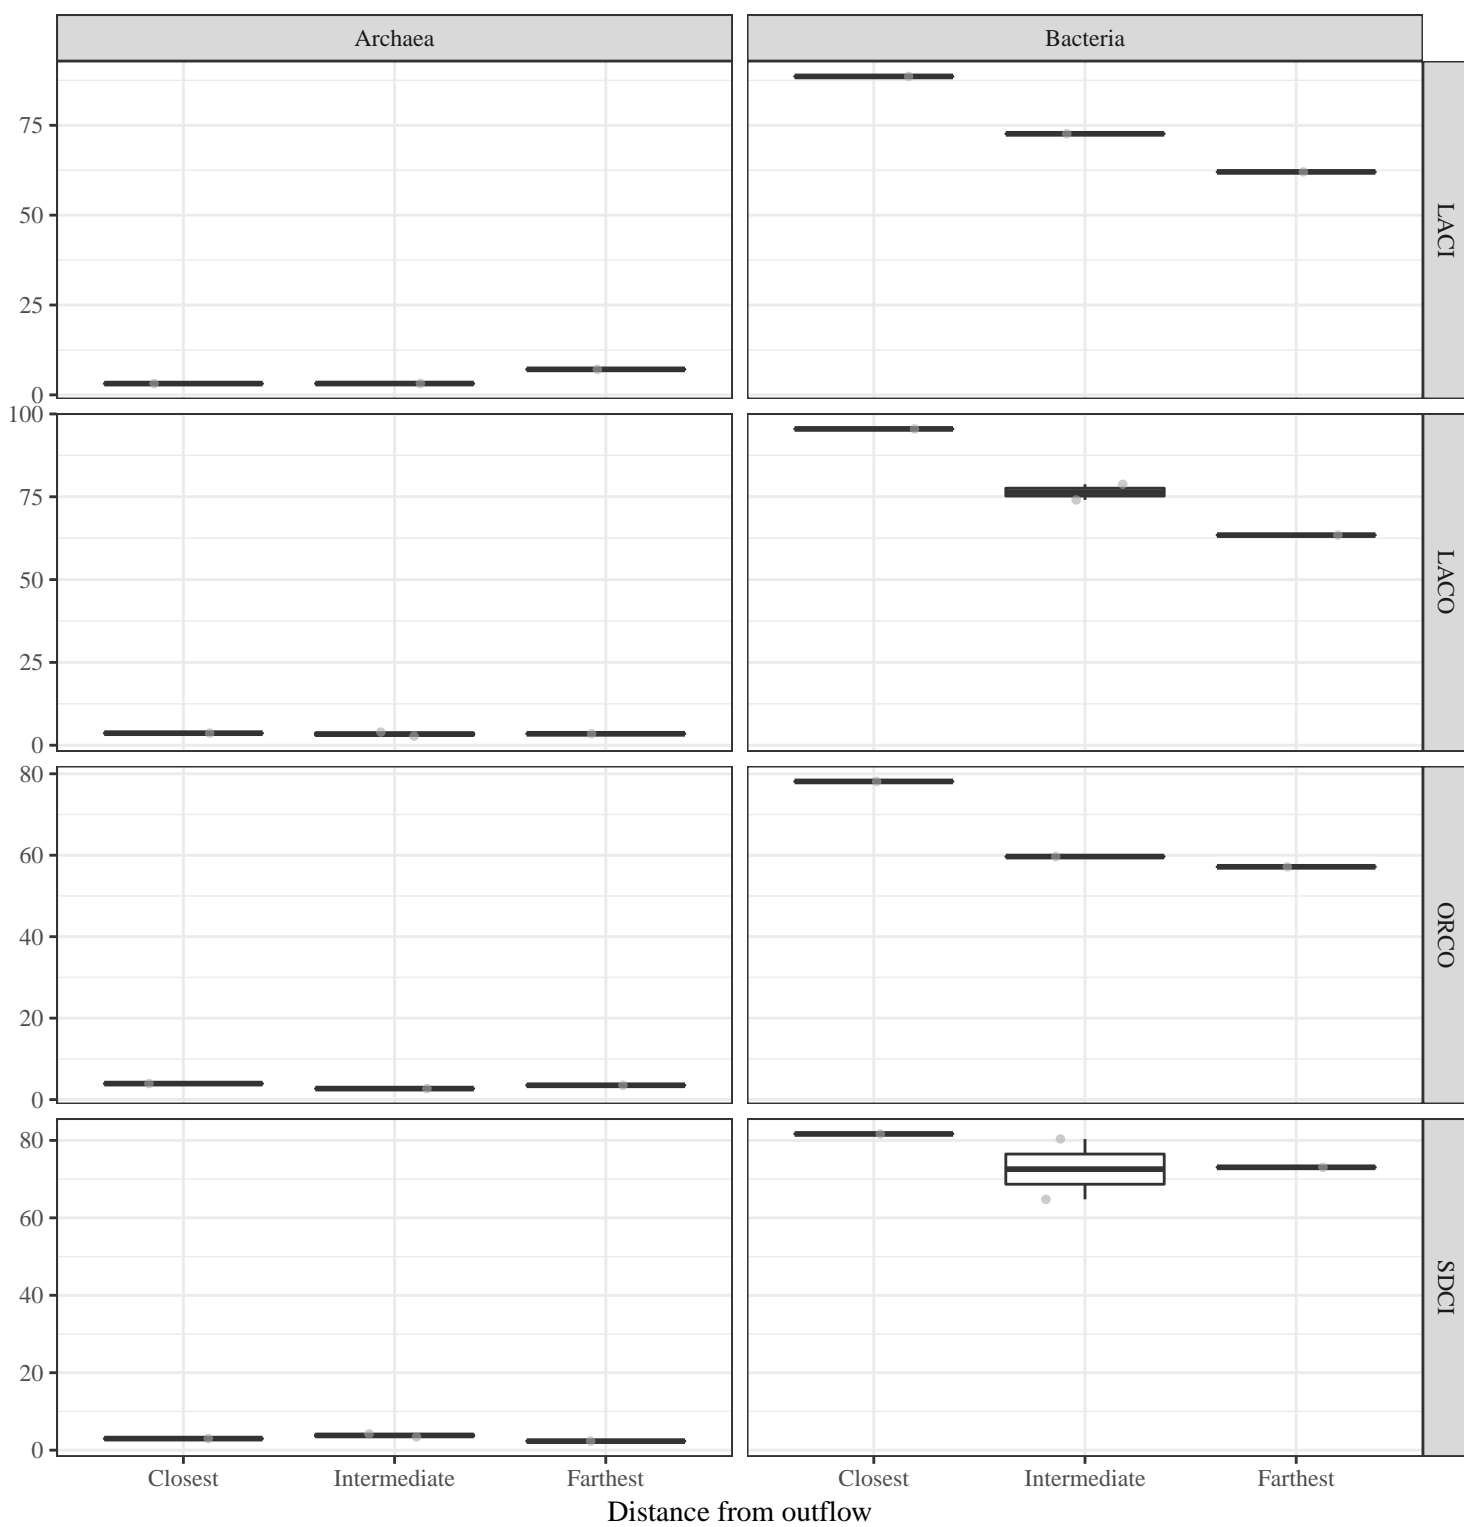 Archaea Bacteria
75
50
25
0
LACI
100
75
50
25
0
LACO
80
60
40
20
0
ORCO
80
60
40
20
0
SDCI
Closest Intermediate Farthest Closest Intermediate Farthest
Distance from outflow